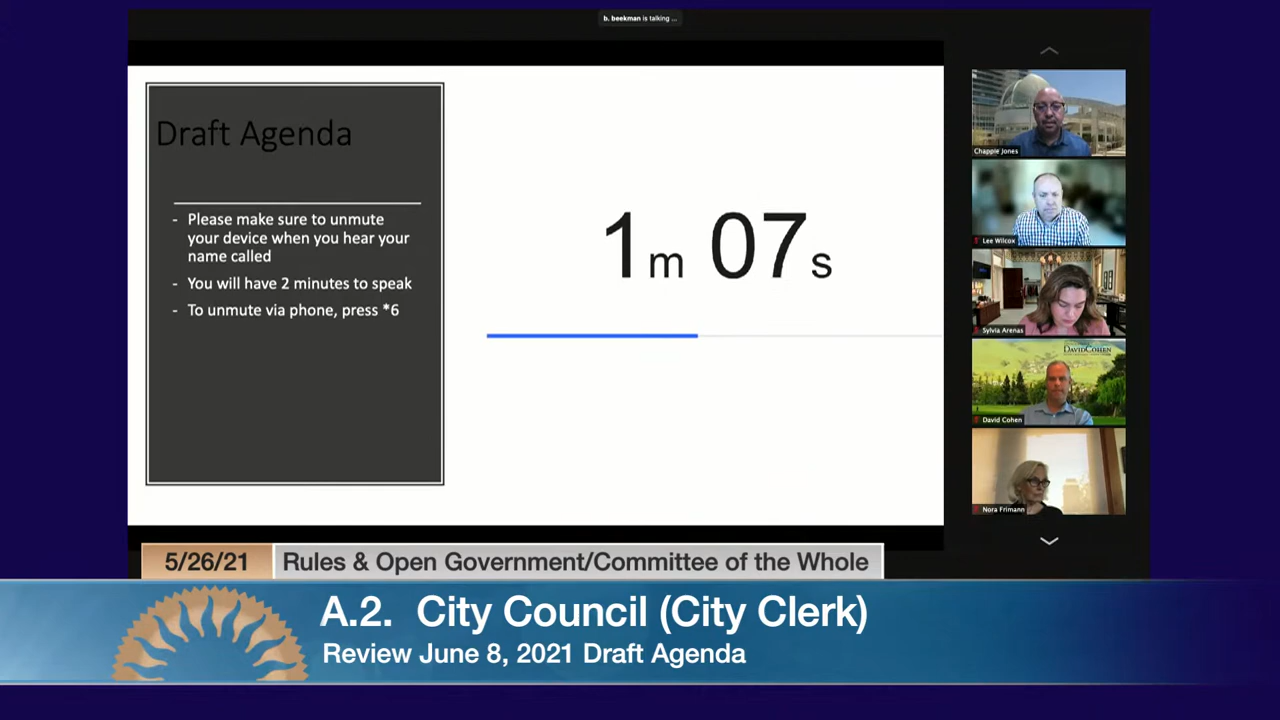 b. beekman is talking ...
Draft Agenda
- Please make sure to unmute
your device when you hear your
name called
- You will have 2 minutes to speak
- To unmute via phone, press *6
1m 07s
Chappie Jones
Lee Wilcox
Sylvia Arenas
DAVID COHEN
David Cohen
Nora Frimann
5/26/21
Rules & Open Government/Committee of the Whole
A.2. City Council (City Clerk)
Review June 8, 2021 Draft Agenda